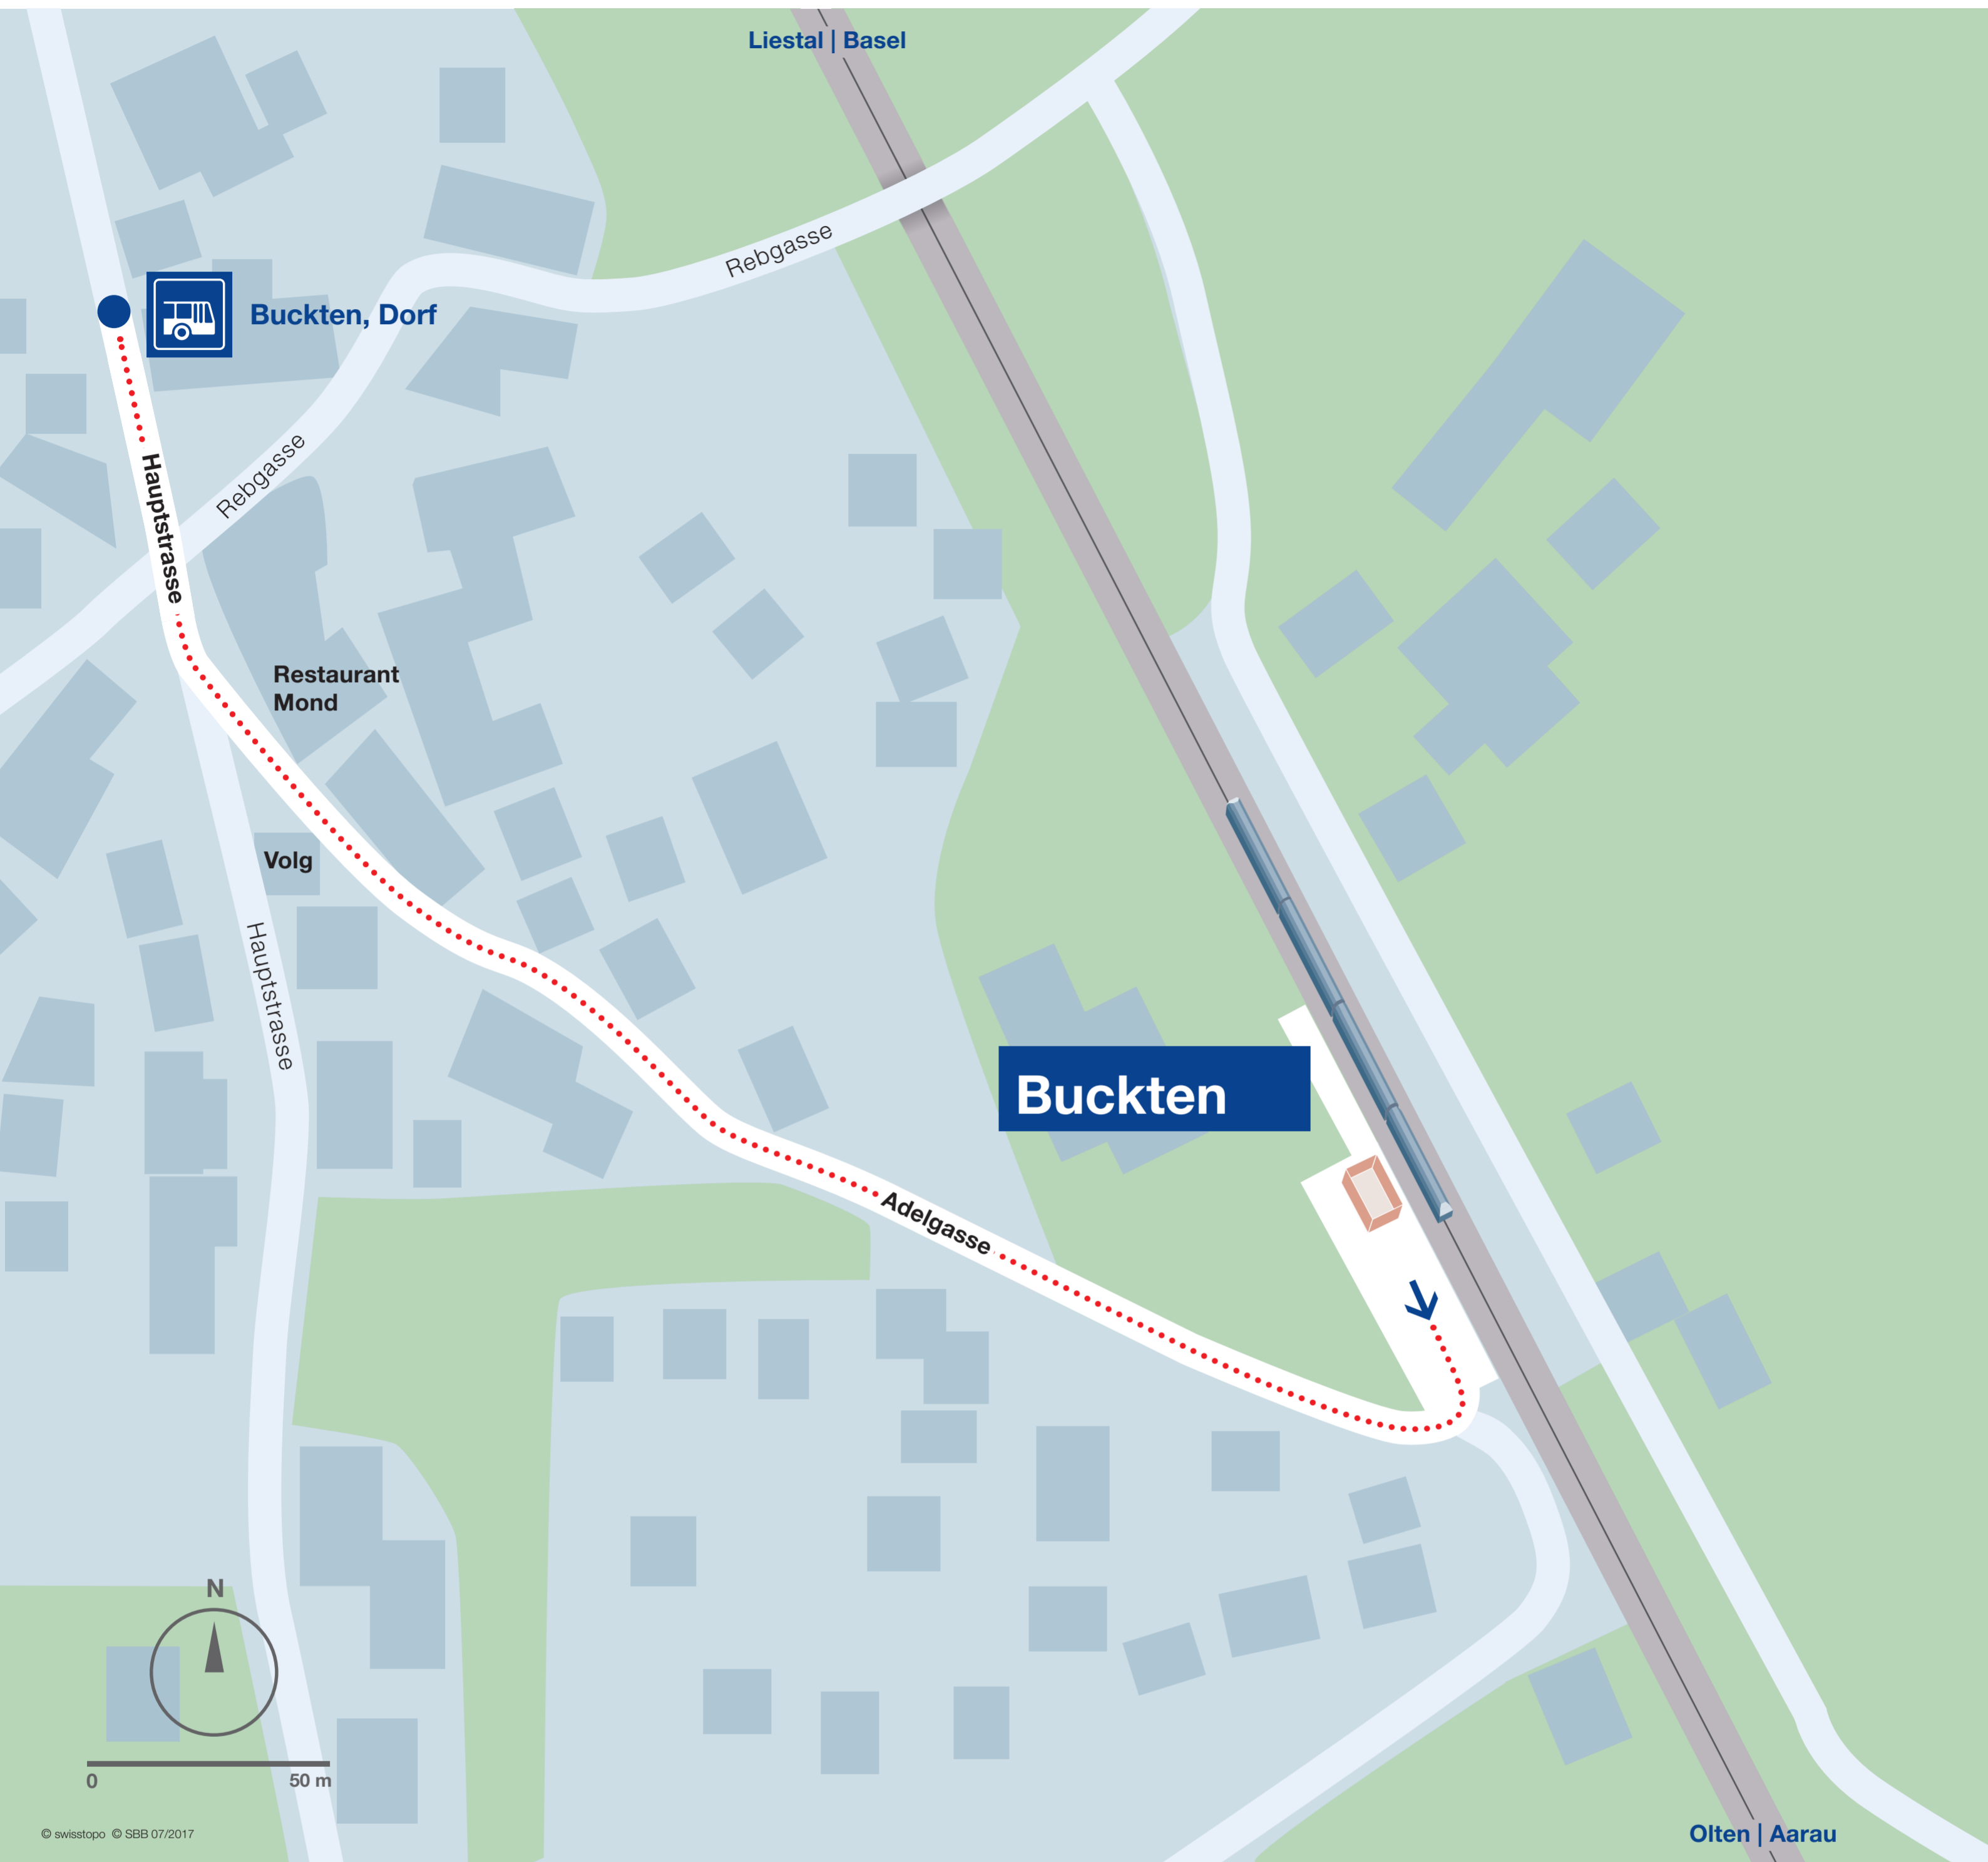 Liestal | Basel
Rebgasse
Buckten, Dorf
Rebgasse
Hauptstrasse
Restaurant
Mond
Volg
Hauptstrasse
Buckten
Adelgasse
N
0 50 m
© swisstopo © SBB 07/2017
Olten | Aarau